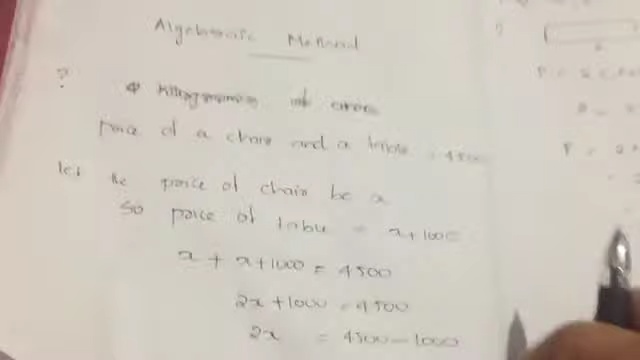 Algebraic Method
?
price of a chair and a table = 4500
let the price of chair be x
so price of table = x+1000
x + x+1000 = 4500
2x + 1000 = 4500
2x = 4500 - 1000